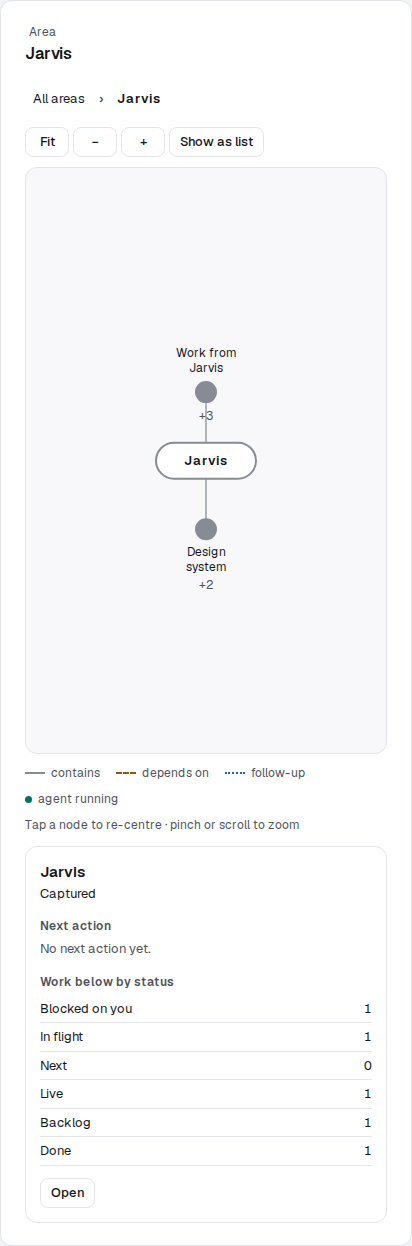 Area
Jarvis
All areas › Jarvis
Fit − + Show as list
Work from
Jarvis
+3
Jarvis
Design
system
+2
contains depends on follow-up
agent running
Tap a node to re-centre · pinch or scroll to zoom
Jarvis
Captured
Next action
No next action yet.
Work below by status
Blocked on you 1
In flight 1
Next 0
Live 1
Backlog 1
Done 1
Open